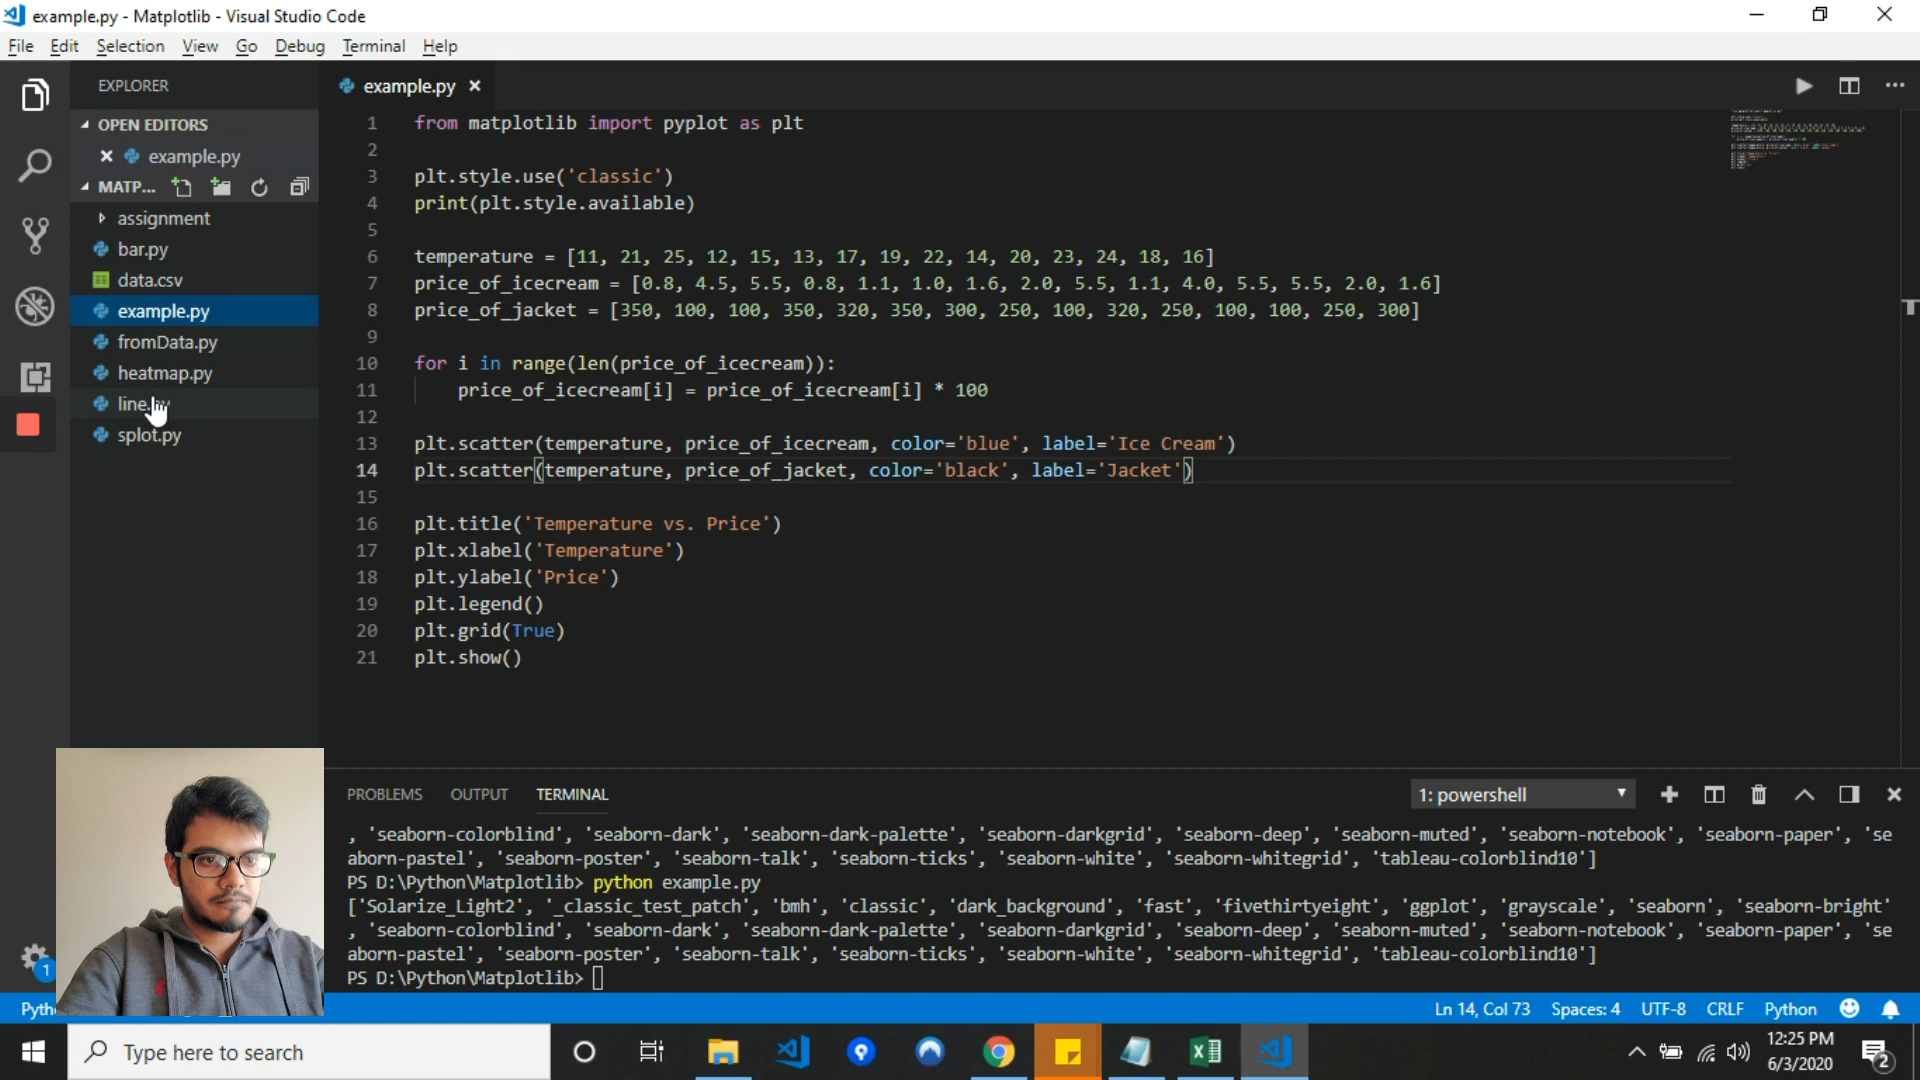 example.py - Matplotlib - Visual Studio Code
File Edit Selection View Go Debug Terminal Help
EXPLORER
OPEN EDITORS
example.py
MATP...
assignment
bar.py
data.csv
example.py
fromData.py
heatmap.py
splot.py
example.py
1 from matplotlib import pyplot as plt
2
3 plt.style.use('classic')
4 print(plt.style.available)
5
6 temperature = [11, 21, 25, 12, 15, 13, 17, 19, 22, 14, 20, 23, 24, 18, 16]
7 price_of_icecream = [0.8, 4.5, 5.5, 0.8, 1.1, 1.0, 1.6, 2.0, 5.5, 1.1, 4.0, 5.5, 5.5, 2.0, 1.6]
8 price_of_jacket = [350, 100, 100, 350, 320, 350, 300, 250, 100, 320, 250, 100, 100, 250, 300]
9
10 for i in range(len(price_of_icecream)):
11 price_of_icecream[i] = price_of_icecream[i] * 100
12
13 plt.scatter(temperature, price_of_icecream, color='blue', label='Ice Cream')
14 plt.scatter(temperature, price_of_jacket, color='black', label='Jacket')
15
16 plt.title('Temperature vs. Price')
17 plt.xlabel('Temperature')
18 plt.ylabel('Price')
19 plt.legend()
20 plt.grid(True)
21 plt.show()
PROBLEMS OUTPUT TERMINAL 1: powershell
, 'seaborn-colorblind', 'seaborn-dark', 'seaborn-dark-palette', 'seaborn-darkgrid', 'seaborn-deep', 'seaborn-muted', 'seaborn-notebook', 'seaborn-paper', 'se
aborn-pastel', 'seaborn-poster', 'seaborn-talk', 'seaborn-ticks', 'seaborn-white', 'seaborn-whitegrid', 'tableau-colorblind10']
PS D:\Python\Matplotlib> python example.py
['Solarize_Light2', '_classic_test_patch', 'bmh', 'classic', 'dark_background', 'fast', 'fivethirtyeight', 'ggplot', 'grayscale', 'seaborn', 'seaborn-bright'
, 'seaborn-colorblind', 'seaborn-dark', 'seaborn-dark-palette', 'seaborn-darkgrid', 'seaborn-deep', 'seaborn-muted', 'seaborn-notebook', 'seaborn-paper', 'se
aborn-pastel', 'seaborn-poster', 'seaborn-talk', 'seaborn-ticks', 'seaborn-white', 'seaborn-whitegrid', 'tableau-colorblind10']
PS D:\Python\Matplotlib>
1
Ln 14, Col 73 Spaces: 4 UTF-8 CRLF Python
Type here to search
12:25 PM
6/3/2020
2